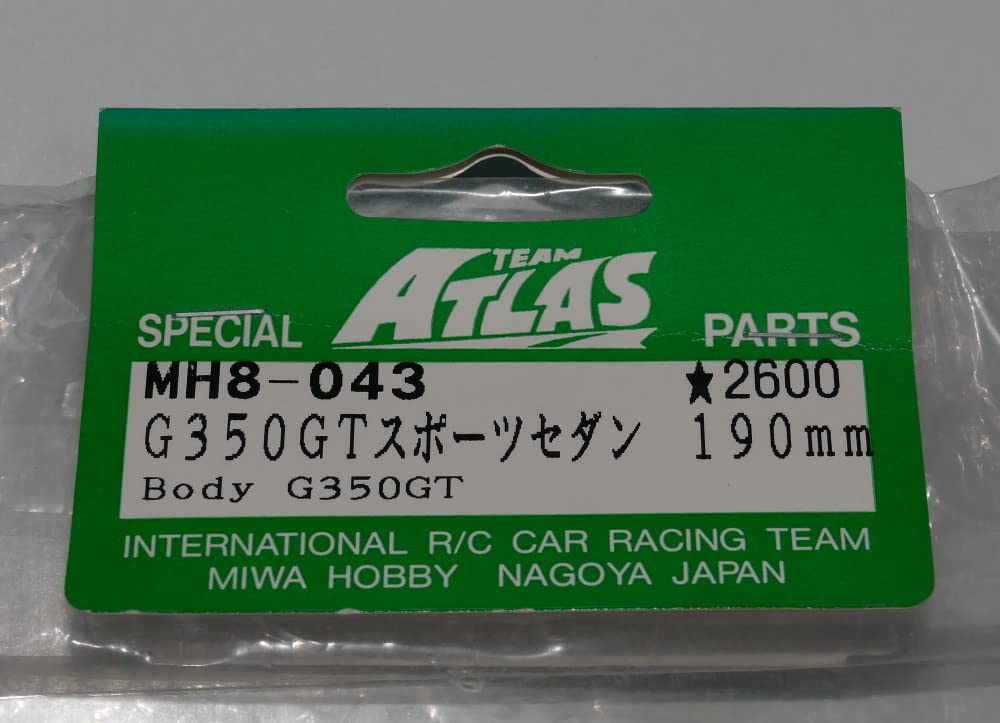 TEAM
ATLAS
SPECIAL PARTS
MH8-043 ★2600
G350GTスポーツセダン 190mm
Body G350GT
INTERNATIONAL R/C CAR RACING TEAM
MIWA HOBBY NAGOYA JAPAN